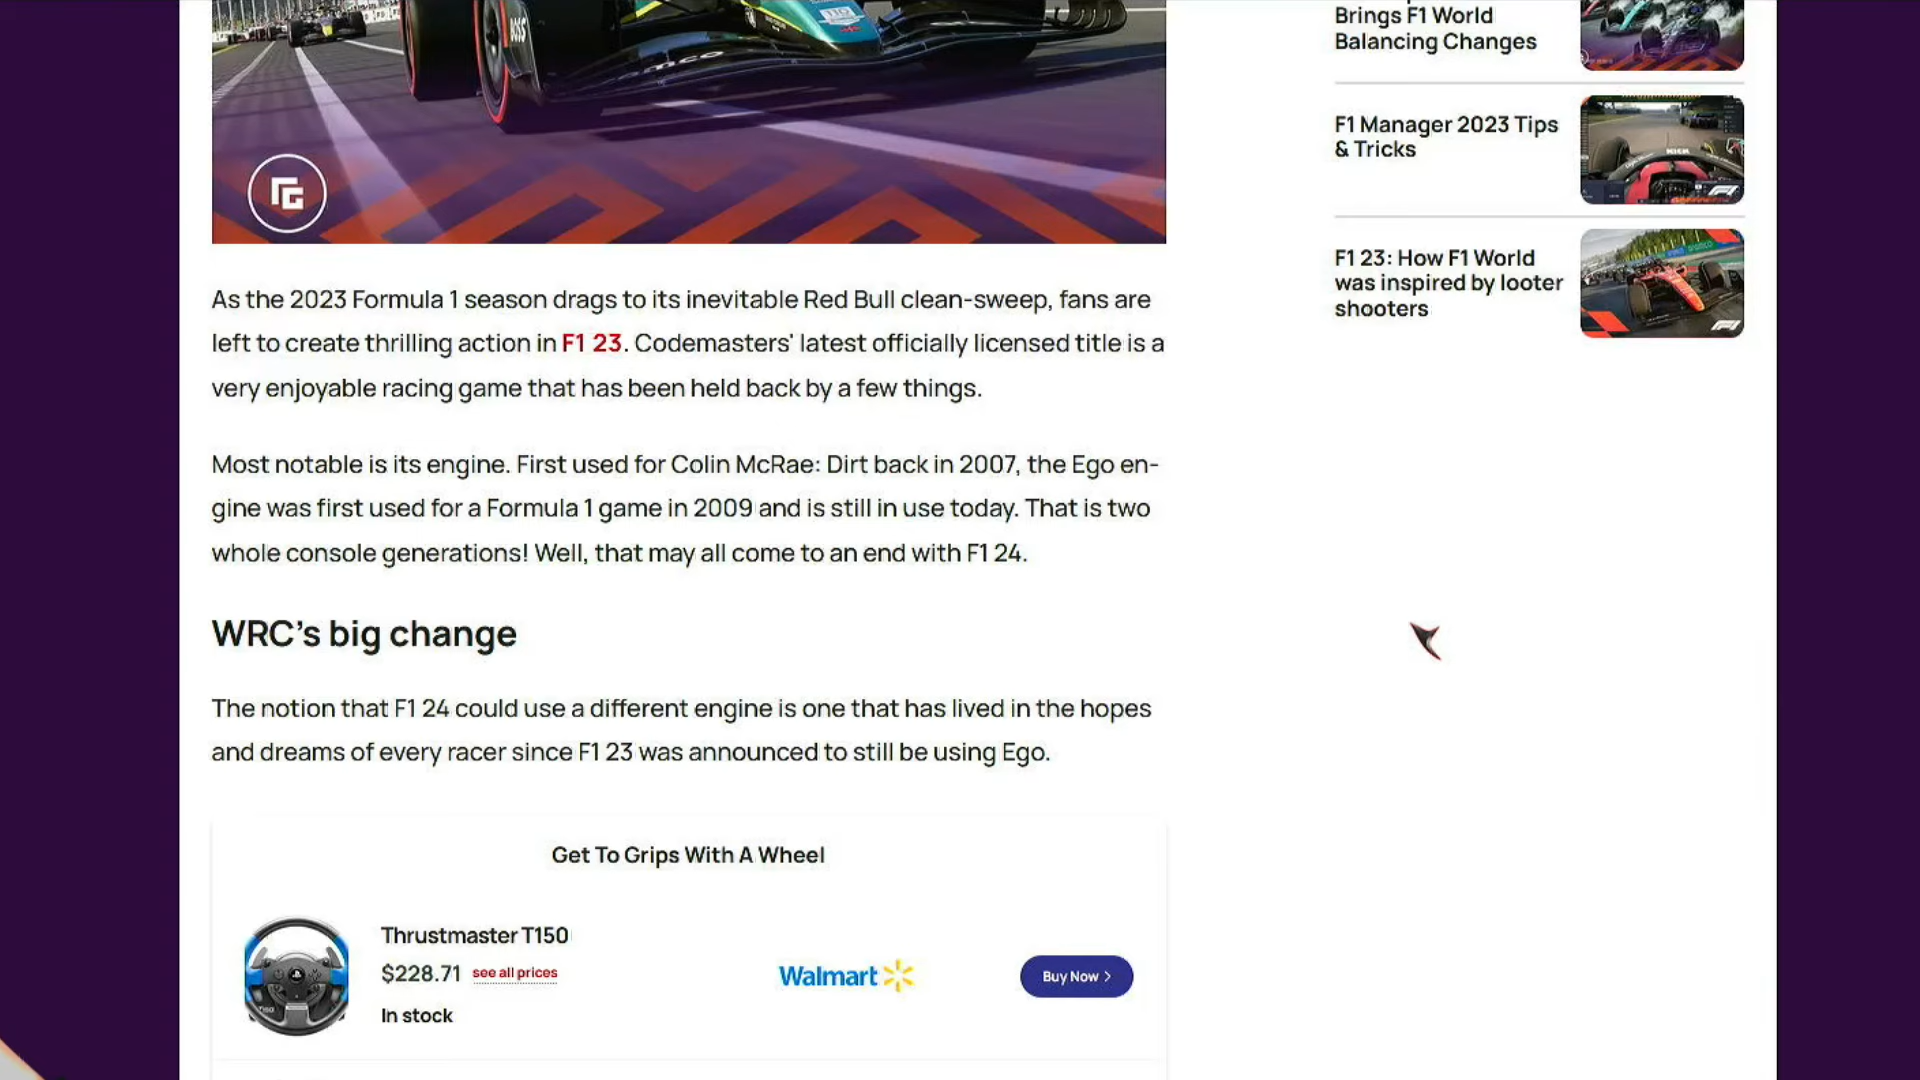 BOSS
As the 2023 Formula 1 season drags to its inevitable Red Bull clean-sweep, fans are
left to create thrilling action in F1 23. Codemasters' latest officially licensed title is a
very enjoyable racing game that has been held back by a few things.
Most notable is its engine. First used for Colin McRae: Dirt back in 2007, the Ego en-
gine was first used for a Formula 1 game in 2009 and is still in use today. That is two
whole console generations! Well, that may all come to an end with F1 24.
WRC's big change
The notion that F1 24 could use a different engine is one that has lived in the hopes
and dreams of every racer since F1 23 was announced to still be using Ego.
Get To Grips With A Wheel
Thrustmaster T150
$228.71 see all prices
In stock
Walmart
Buy Now >
Brings F1 World
Balancing Changes
F1 Manager 2023 Tips
& Tricks
F1 23: How F1 World
was inspired by looter
shooters